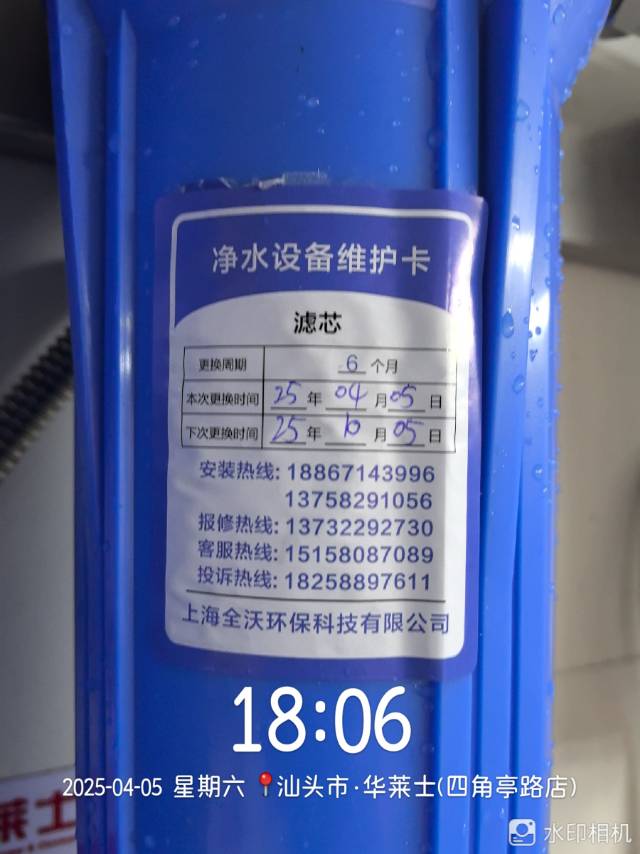 净水设备维护卡
滤芯
更换周期 6 个月
本次更换时间 25 年 04 月 05 日
下次更换时间 25 年 10 月 05 日
安装热线: 18867143996
13758291056
报修热线: 13732292730
客服热线: 15158087089
投诉热线: 18258897611
上海全沃环保科技有限公司
18:06
2025-04-05 星期六 汕头市·华莱士(四角亭路店)
莱士
水印相机